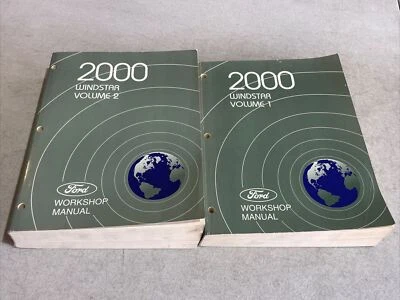 2000
WINDSTAR
VOLUME 2
Ford
WORKSHOP
MANUAL
2000
WINDSTAR
VOLUME 1
Ford
WORKSHOP
MANUAL